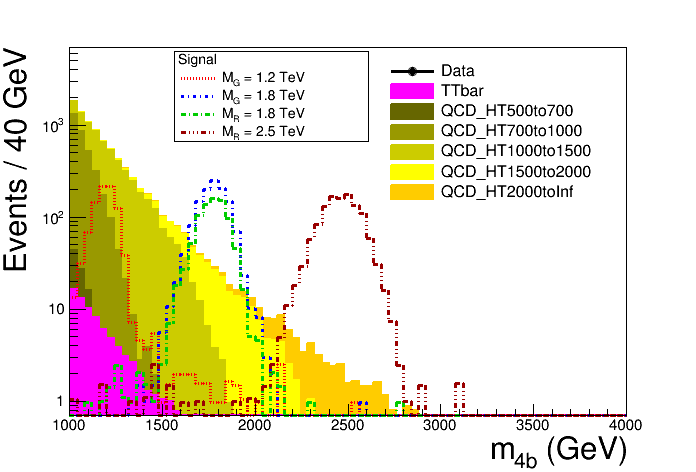 Events / 40 GeV
10³
10²
10
1
Signal
M_G = 1.2 TeV
M_G = 1.8 TeV
M_R = 1.8 TeV
M_R = 2.5 TeV
Data
TTbar
QCD_HT500to700
QCD_HT700to1000
QCD_HT1000to1500
QCD_HT1500to2000
QCD_HT2000toInf
1000 1500 2000 2500 3000 3500 4000
m_4b (GeV)